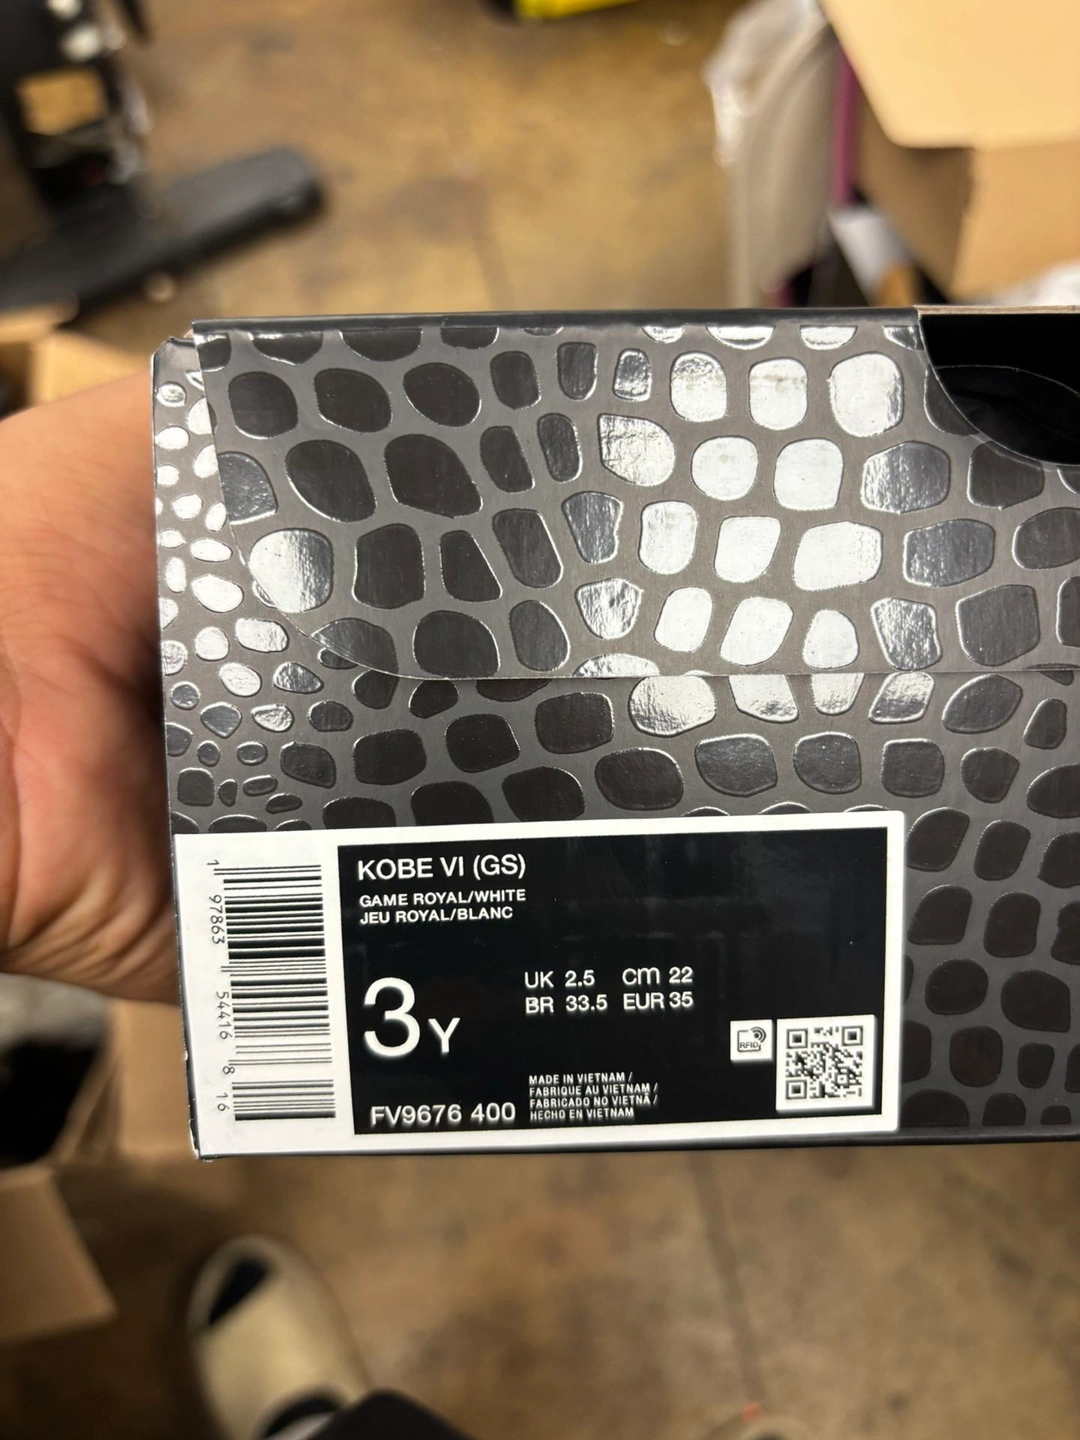 KOBE VI (GS)
GAME ROYAL/WHITE
JEU ROYAL/BLANC
3Y
UK 2.5 CM 22
BR 33.5 EUR 35
RFID
MADE IN VIETNAM /
FABRIQUE AU VIETNAM /
FABRICADO NO VIETNÃ /
HECHO EN VIETNAM
FV9676 400
1 97863 54416 8 16